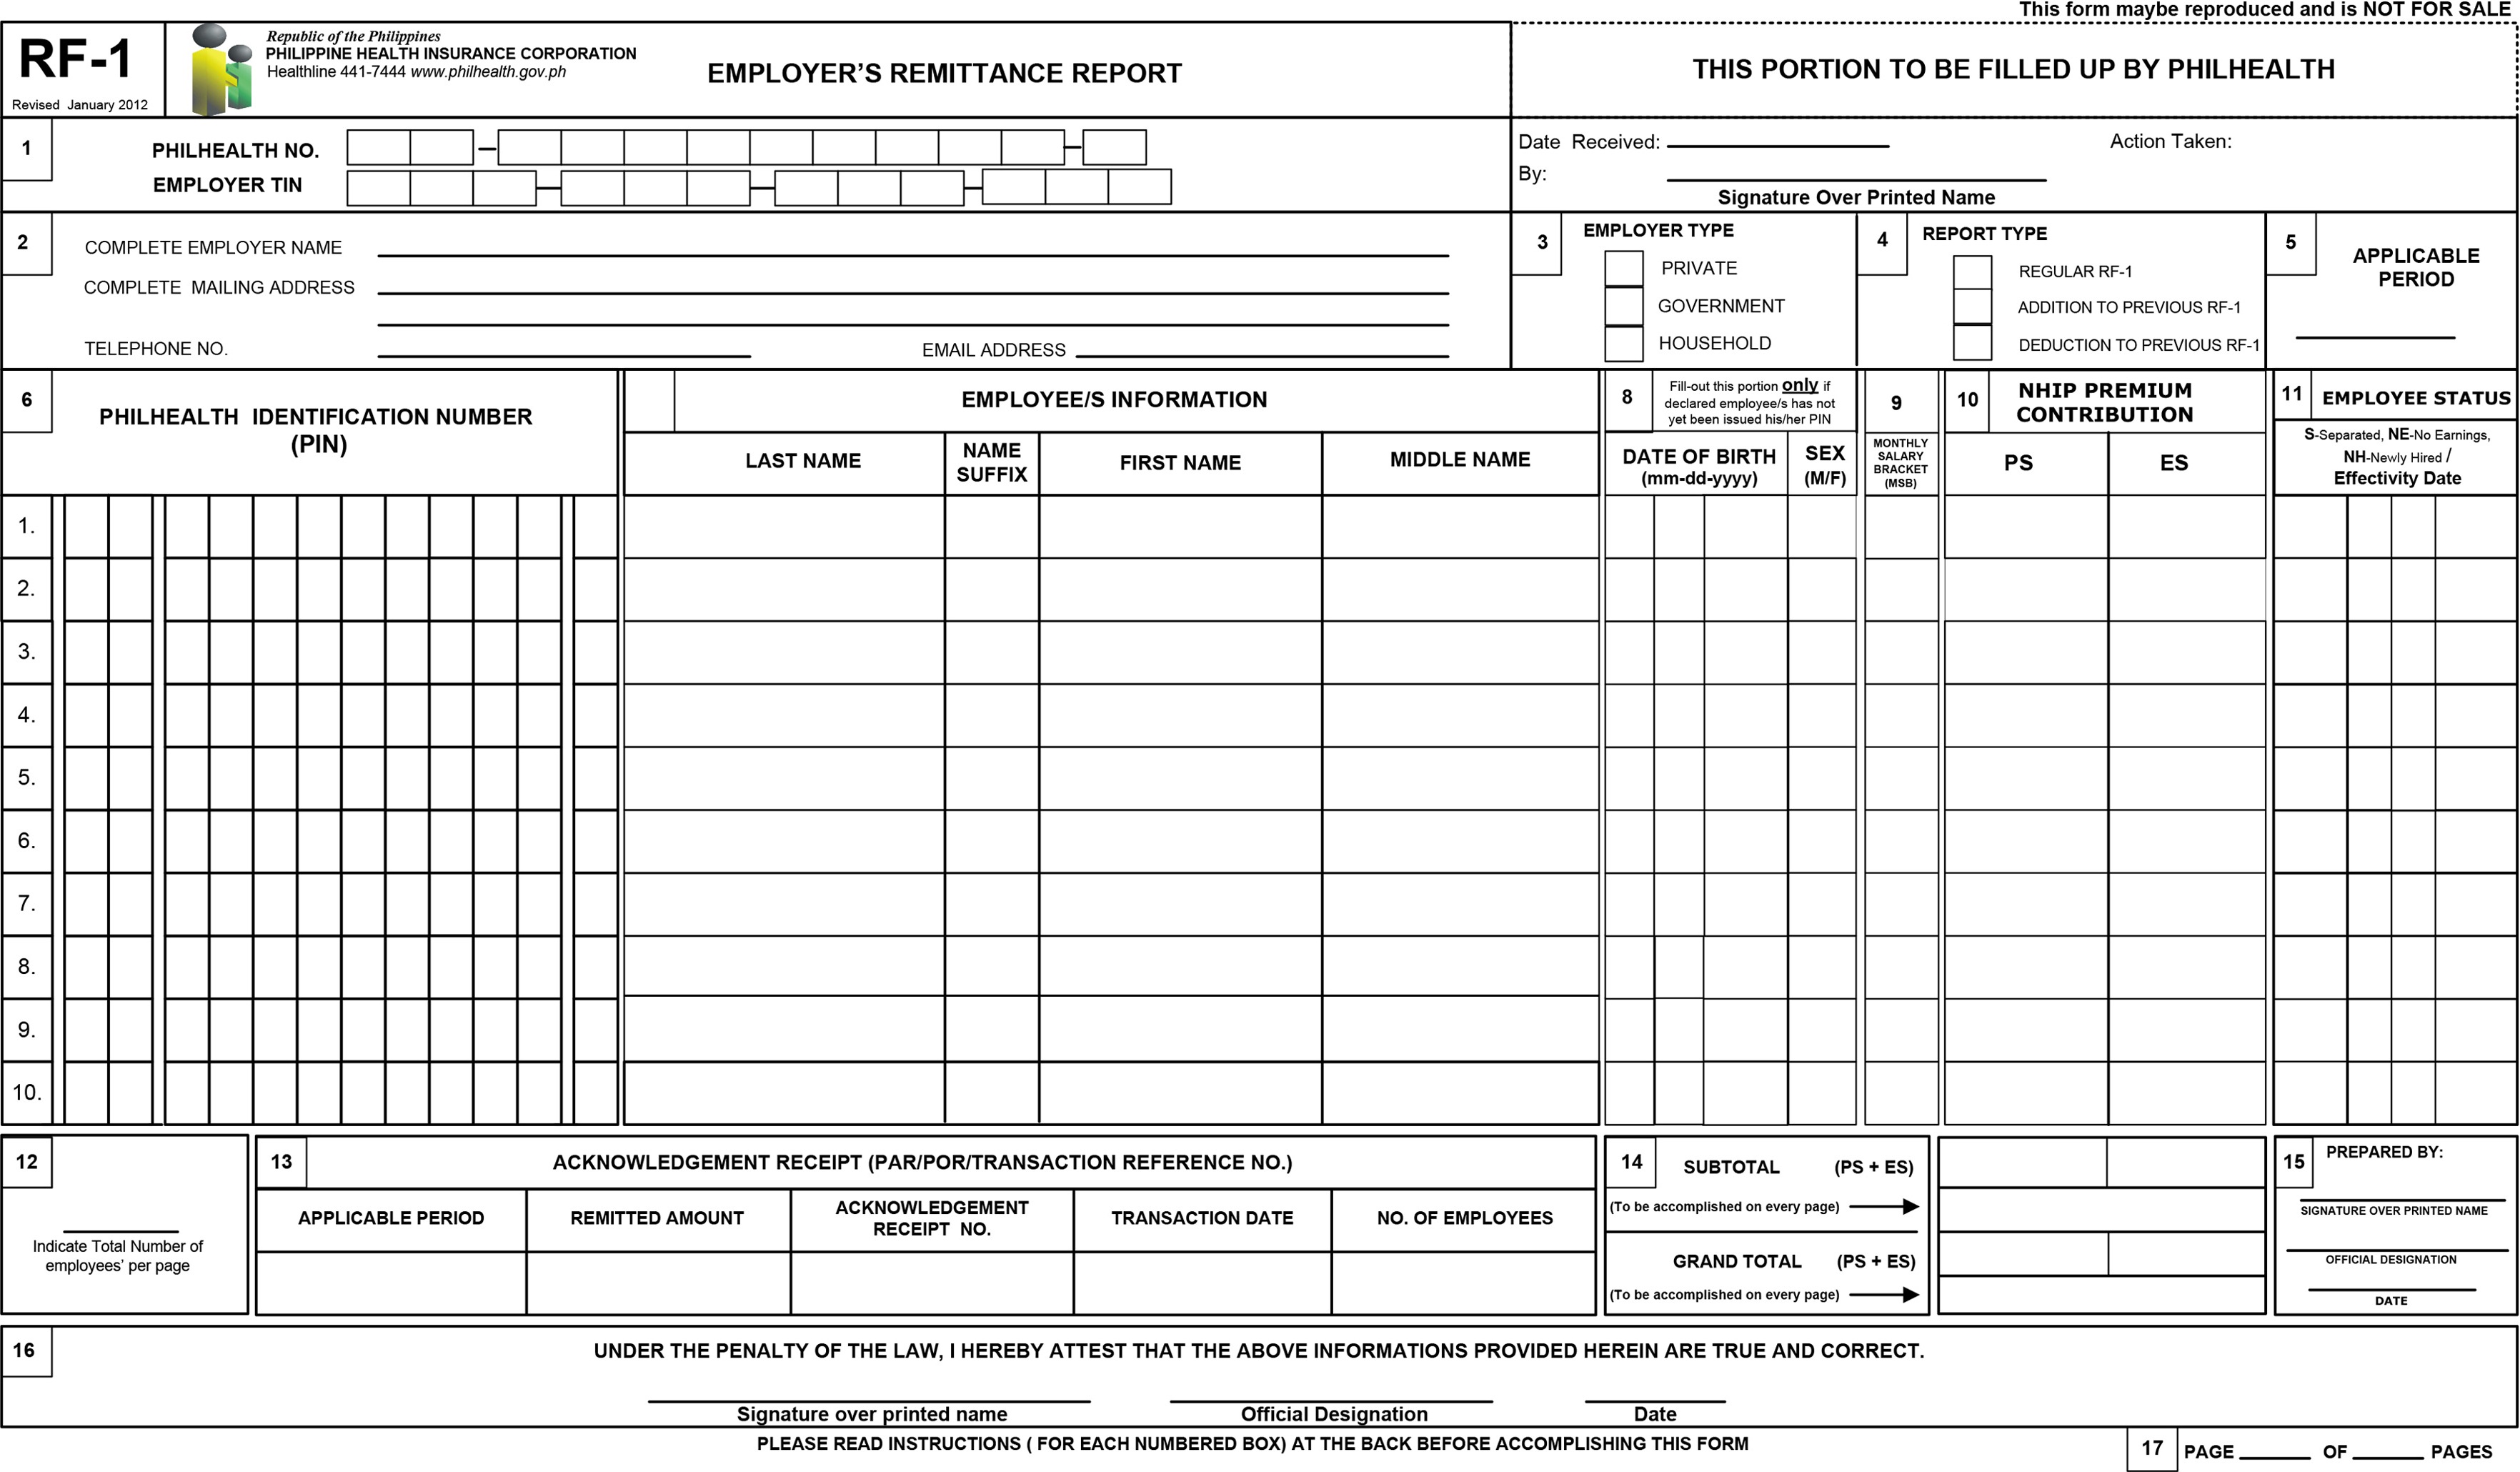 This form maybe reproduced and is NOT FOR SALE
RF-1
Revised January 2012
Republic of the Philippines
PHILIPPINE HEALTH INSURANCE CORPORATION
Healthline 441-7444 www.philhealth.gov.ph
EMPLOYER’S REMITTANCE REPORT
THIS PORTION TO BE FILLED UP BY PHILHEALTH
1
PHILHEALTH NO.
EMPLOYER TIN
Date Received:
Action Taken:
By:
Signature Over Printed Name
2
COMPLETE EMPLOYER NAME
COMPLETE MAILING ADDRESS
TELEPHONE NO.
EMAIL ADDRESS
3
EMPLOYER TYPE
PRIVATE
GOVERNMENT
HOUSEHOLD
4
REPORT TYPE
REGULAR RF-1
ADDITION TO PREVIOUS RF-1
DEDUCTION TO PREVIOUS RF-1
5
APPLICABLE
PERIOD
6
PHILHEALTH IDENTIFICATION NUMBER
(PIN)
EMPLOYEE/S INFORMATION
LAST NAME
NAME
SUFFIX
FIRST NAME
MIDDLE NAME
8
Fill-out this portion only if
declared employee/s has not
yet been issued his/her PIN
DATE OF BIRTH
(mm-dd-yyyy)
SEX
(M/F)
9
MONTHLY
SALARY
BRACKET
(MSB)
10
NHIP PREMIUM
CONTRIBUTION
PS
ES
11
EMPLOYEE STATUS
S-Separated, NE-No Earnings,
NH-Newly Hired /
Effectivity Date
1.
2.
3.
4.
5.
6.
7.
8.
9.
10.
12
Indicate Total Number of
employees’ per page
13
ACKNOWLEDGEMENT RECEIPT (PAR/POR/TRANSACTION REFERENCE NO.)
APPLICABLE PERIOD
REMITTED AMOUNT
ACKNOWLEDGEMENT
RECEIPT NO.
TRANSACTION DATE
NO. OF EMPLOYEES
14
SUBTOTAL (PS + ES)
(To be accomplished on every page)
GRAND TOTAL (PS + ES)
(To be accomplished on every page)
15
PREPARED BY:
SIGNATURE OVER PRINTED NAME
OFFICIAL DESIGNATION
DATE
16
UNDER THE PENALTY OF THE LAW, I HEREBY ATTEST THAT THE ABOVE INFORMATIONS PROVIDED HEREIN ARE TRUE AND CORRECT.
Signature over printed name
Official Designation
Date
PLEASE READ INSTRUCTIONS ( FOR EACH NUMBERED BOX) AT THE BACK BEFORE ACCOMPLISHING THIS FORM
17
PAGE ______ OF ______ PAGES